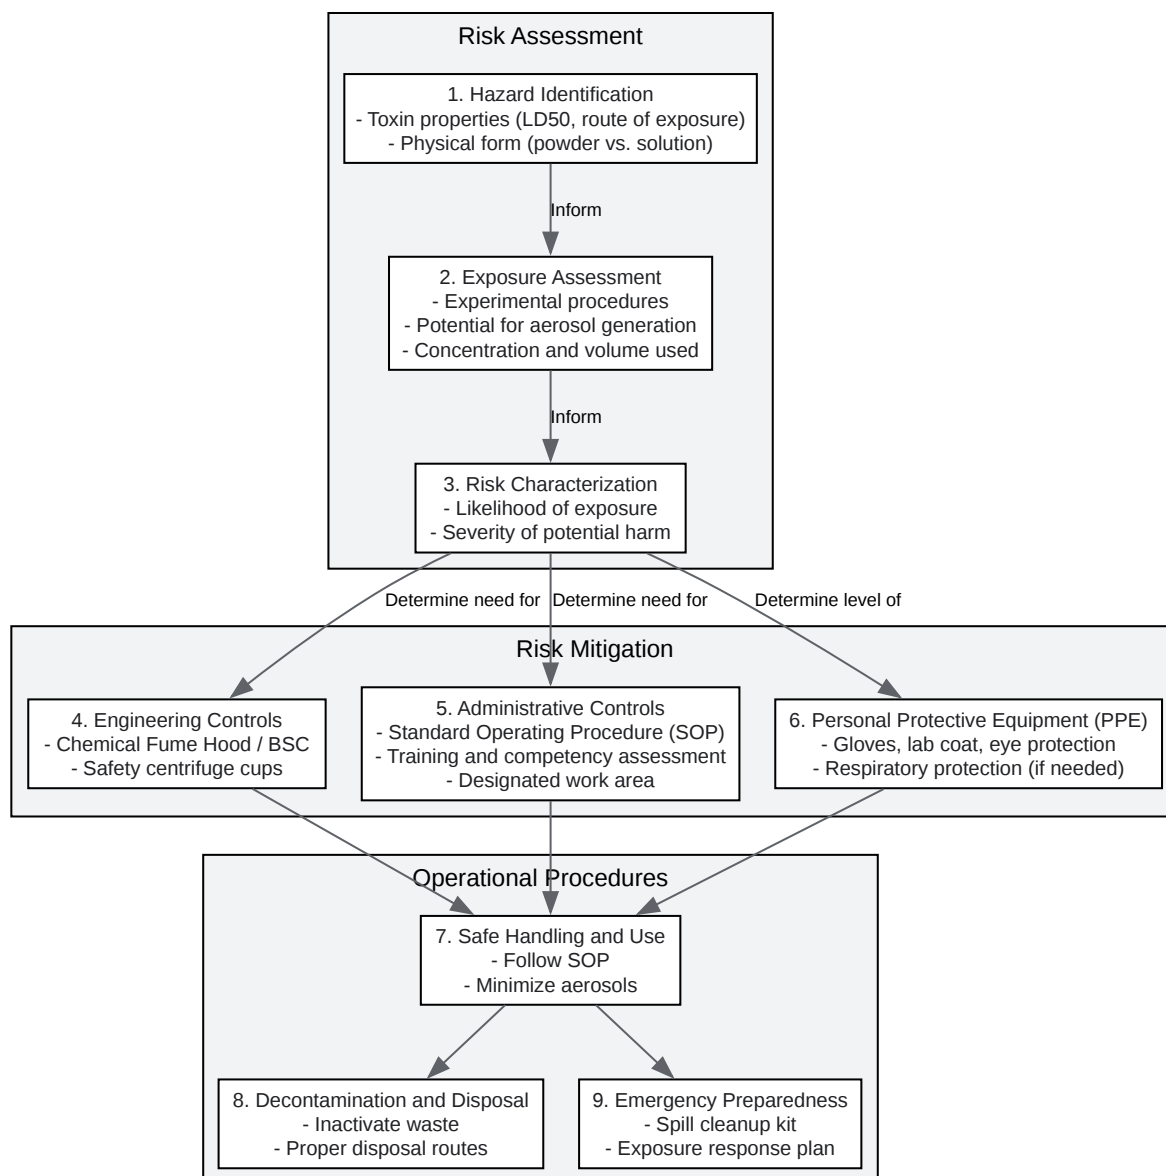 Risk Assessment
1. Hazard Identification
- Toxin properties (LD50, route of exposure)
- Physical form (powder vs. solution)
Inform
2. Exposure Assessment
- Experimental procedures
- Potential for aerosol generation
- Concentration and volume used
Inform
3. Risk Characterization
- Likelihood of exposure
- Severity of potential harm
Determine need for
Determine need for
Determine level of
Risk Mitigation
4. Engineering Controls
- Chemical Fume Hood / BSC
- Safety centrifuge cups
5. Administrative Controls
- Standard Operating Procedure (SOP)
- Training and competency assessment
- Designated work area
6. Personal Protective Equipment (PPE)
- Gloves, lab coat, eye protection
- Respiratory protection (if needed)
Operational Procedures
7. Safe Handling and Use
- Follow SOP
- Minimize aerosols
8. Decontamination and Disposal
- Inactivate waste
- Proper disposal routes
9. Emergency Preparedness
- Spill cleanup kit
- Exposure response plan